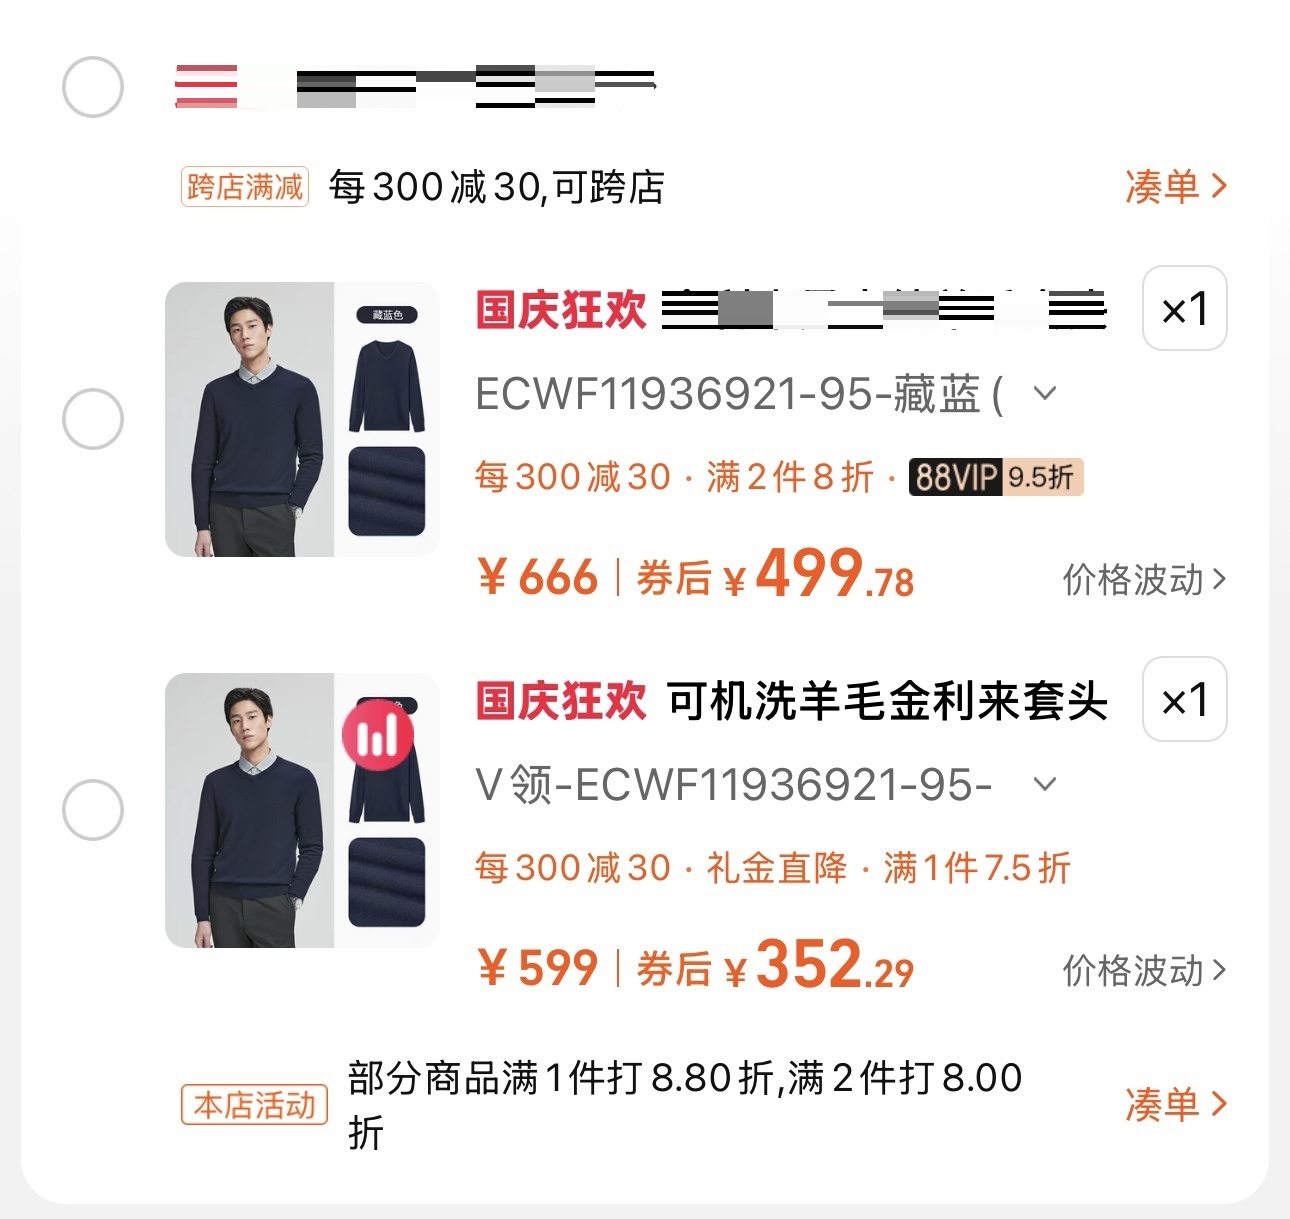 跨店满减 每300减30,可跨店 凑单 >
藏蓝色
国庆狂欢 ×1
ECWF11936921-95-藏蓝(
每300减30 · 满2件8折 · 88VIP 9.5折
¥666 | 券后 ¥499.78 价格波动 >
色
国庆狂欢 可机洗羊毛金利来套头 ×1
V领-ECWF11936921-95-
每300减30 · 礼金直降 · 满1件7.5折
¥599 | 券后 ¥352.29 价格波动 >
本店活动 部分商品满1件打8.80折,满2件打8.00 凑单 >
折